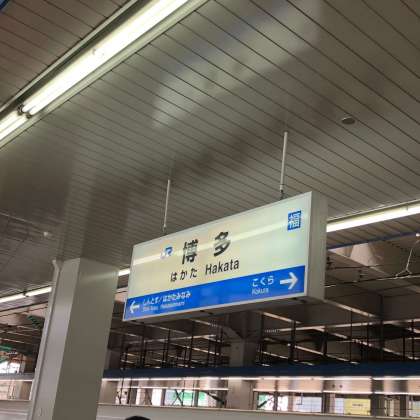 福
JR 博多
はかた Hakata
← しんとす/はかたみなみ
Shin-Tosu Hakataminami
こくら →
Kokura